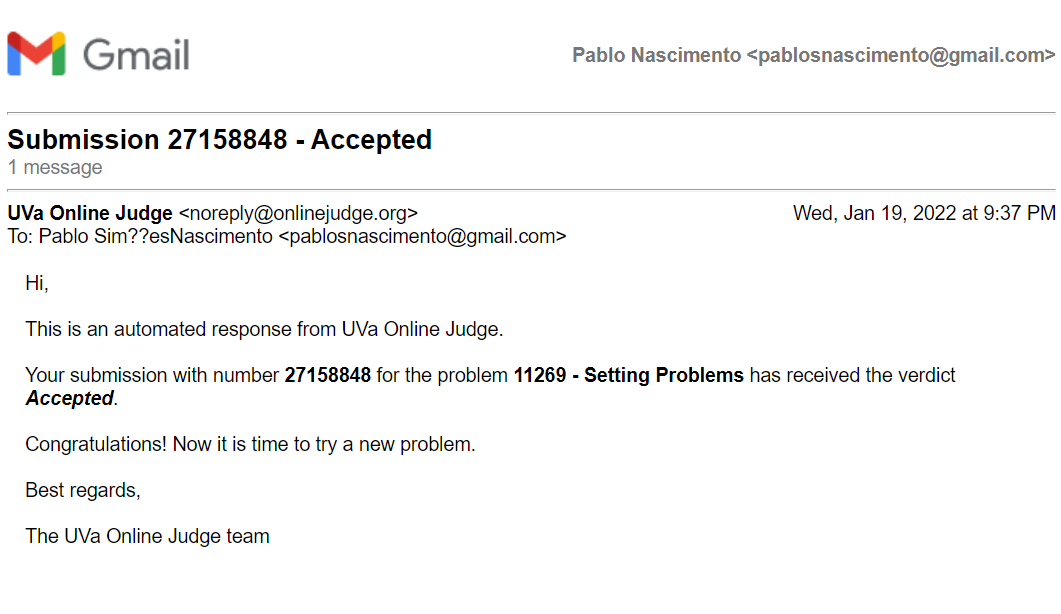 Gmail
Pablo Nascimento <pablosnascimento@gmail.com>
Submission 27158848 - Accepted
1 message
UVa Online Judge <noreply@onlinejudge.org> Wed, Jan 19, 2022 at 9:37 PM
To: Pablo Sim??esNascimento <pablosnascimento@gmail.com>
Hi,
This is an automated response from UVa Online Judge.
Your submission with number 27158848 for the problem 11269 - Setting Problems has received the verdict
Accepted.
Congratulations! Now it is time to try a new problem.
Best regards,
The UVa Online Judge team